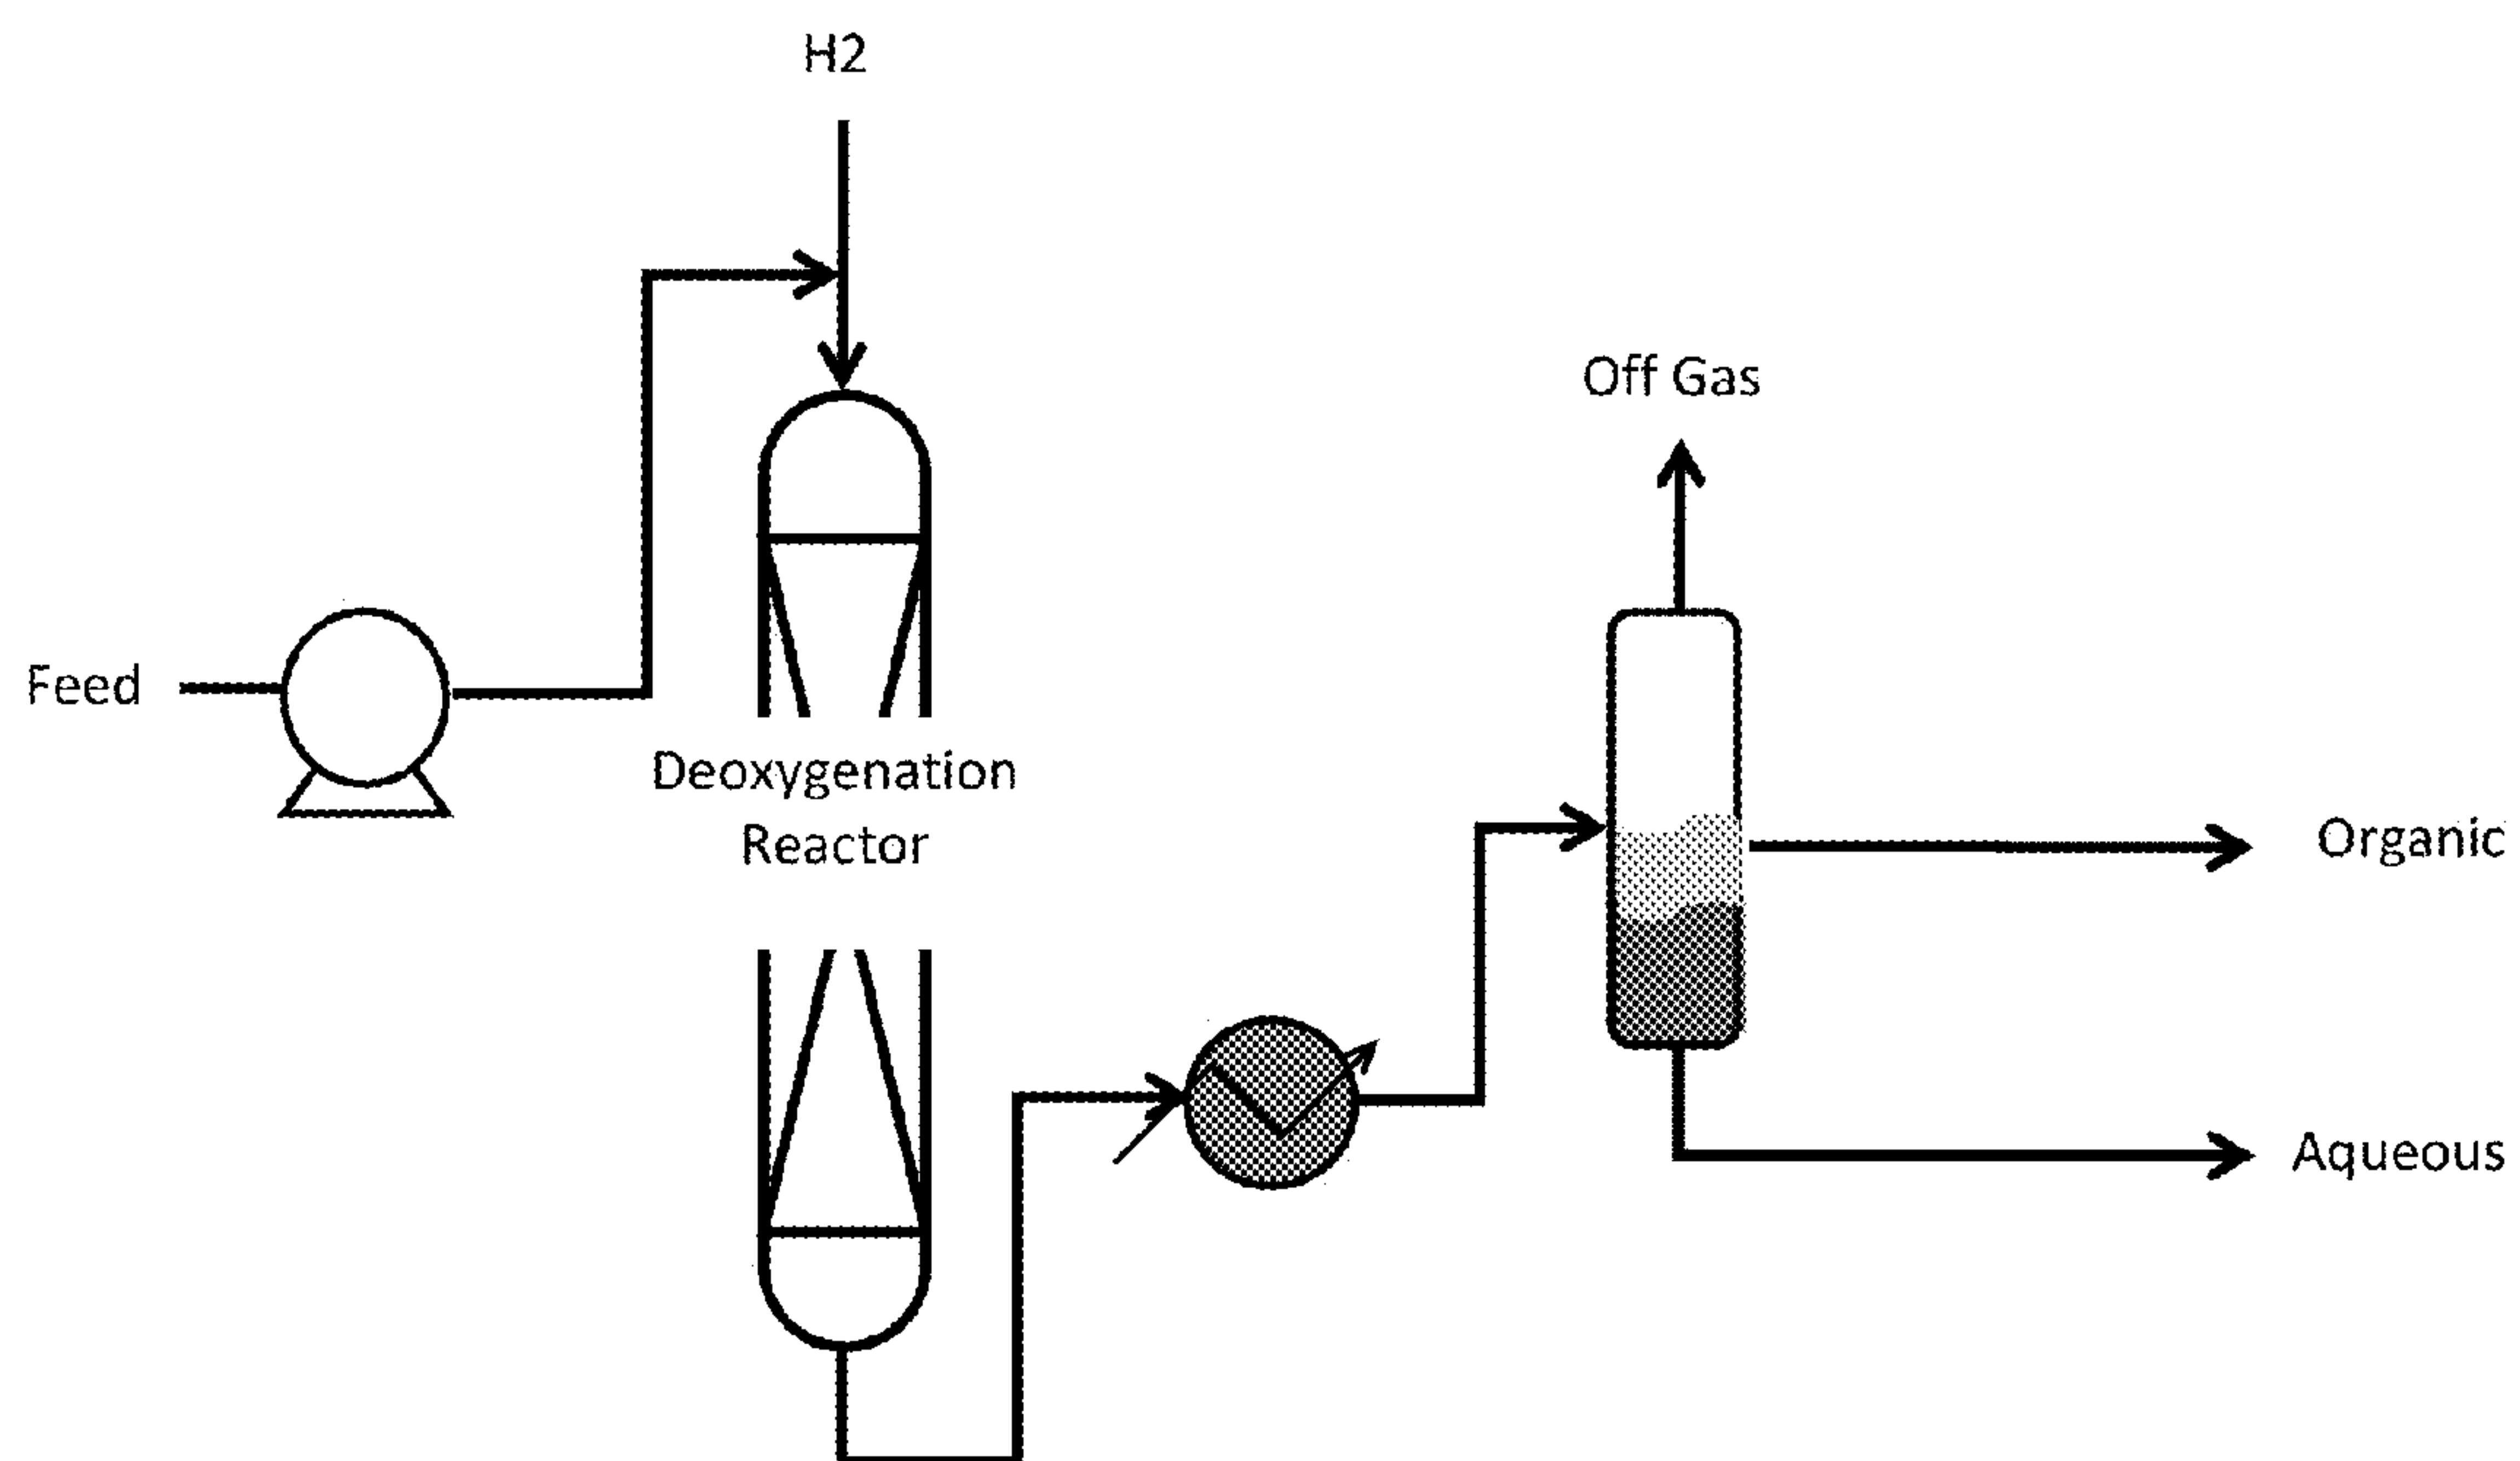 H2
Off Gas
Feed
Deoxygenation
Reactor
Organic
Aqueous